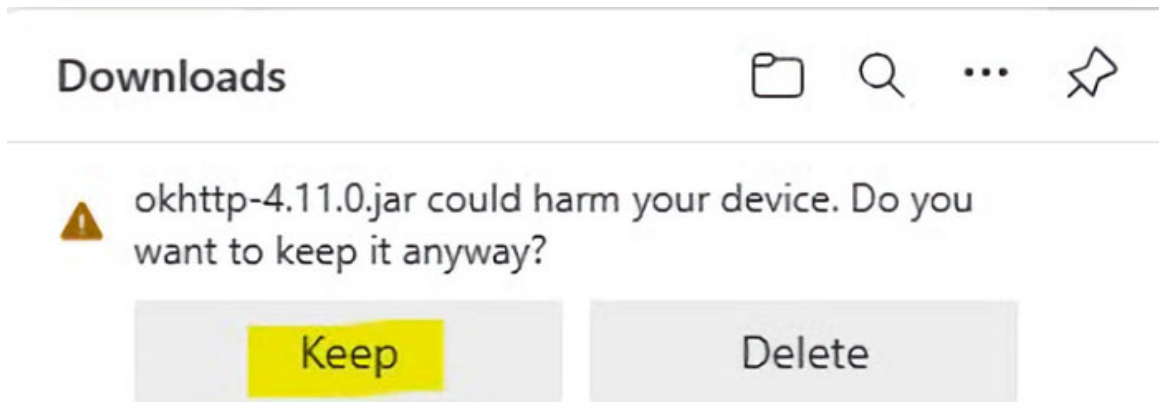 Downloads
okhttp-4.11.0.jar could harm your device. Do you
want to keep it anyway?
Keep
Delete